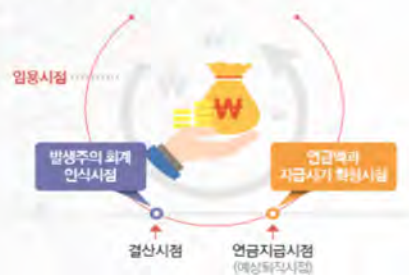 임용시점
₩
발생주의 회계
인식시점
연금액과
지급시기 확정시점
결산시점
연금지급시점
(예상퇴직시점)